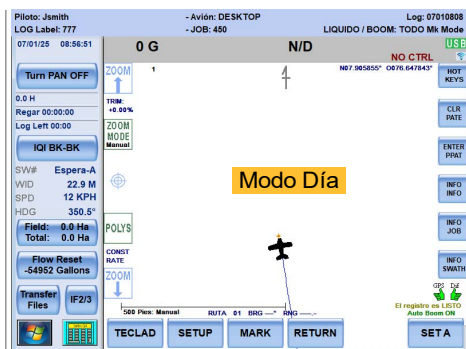 Piloto: Jsmith - Avión: DESKTOP Log: 07010808
LOG Label: 777 - JOB: 450 LIQUIDO / BOOM: TODO Mk Mode
07/01/25 08:56:51
0 G N/D
USB
NO CTRL
N07.905855° O076.647843°
Turn PAN OFF
ZOOM
1
HOT KEYS
0.0 H
Regar 00:00:00
Log Left 00:00
TRIM:
+0.00%
CLR PATE
ZOOM MODE
Manual
ENTER PPAT
IQI BK-BK
SW# Espera-A
WID 22.9 M
SPD 12 KPH
HDG 350.5°
Modo Día
INFO INFO
Field: 0.0 Ha
Total: 0.0 Ha
POLYS
INFO JOB
CONST RATE
Flow Reset
-54952 Gallons
ZOOM
INFO SWATH
GPS Dif
Transfer Files
IF2/3
El registro es LISTO
Auto Boom ON
500 Pies: Manual RUTA 01 BRG ---° RNG ---.-
TECLAD SETUP MARK RETURN SET A